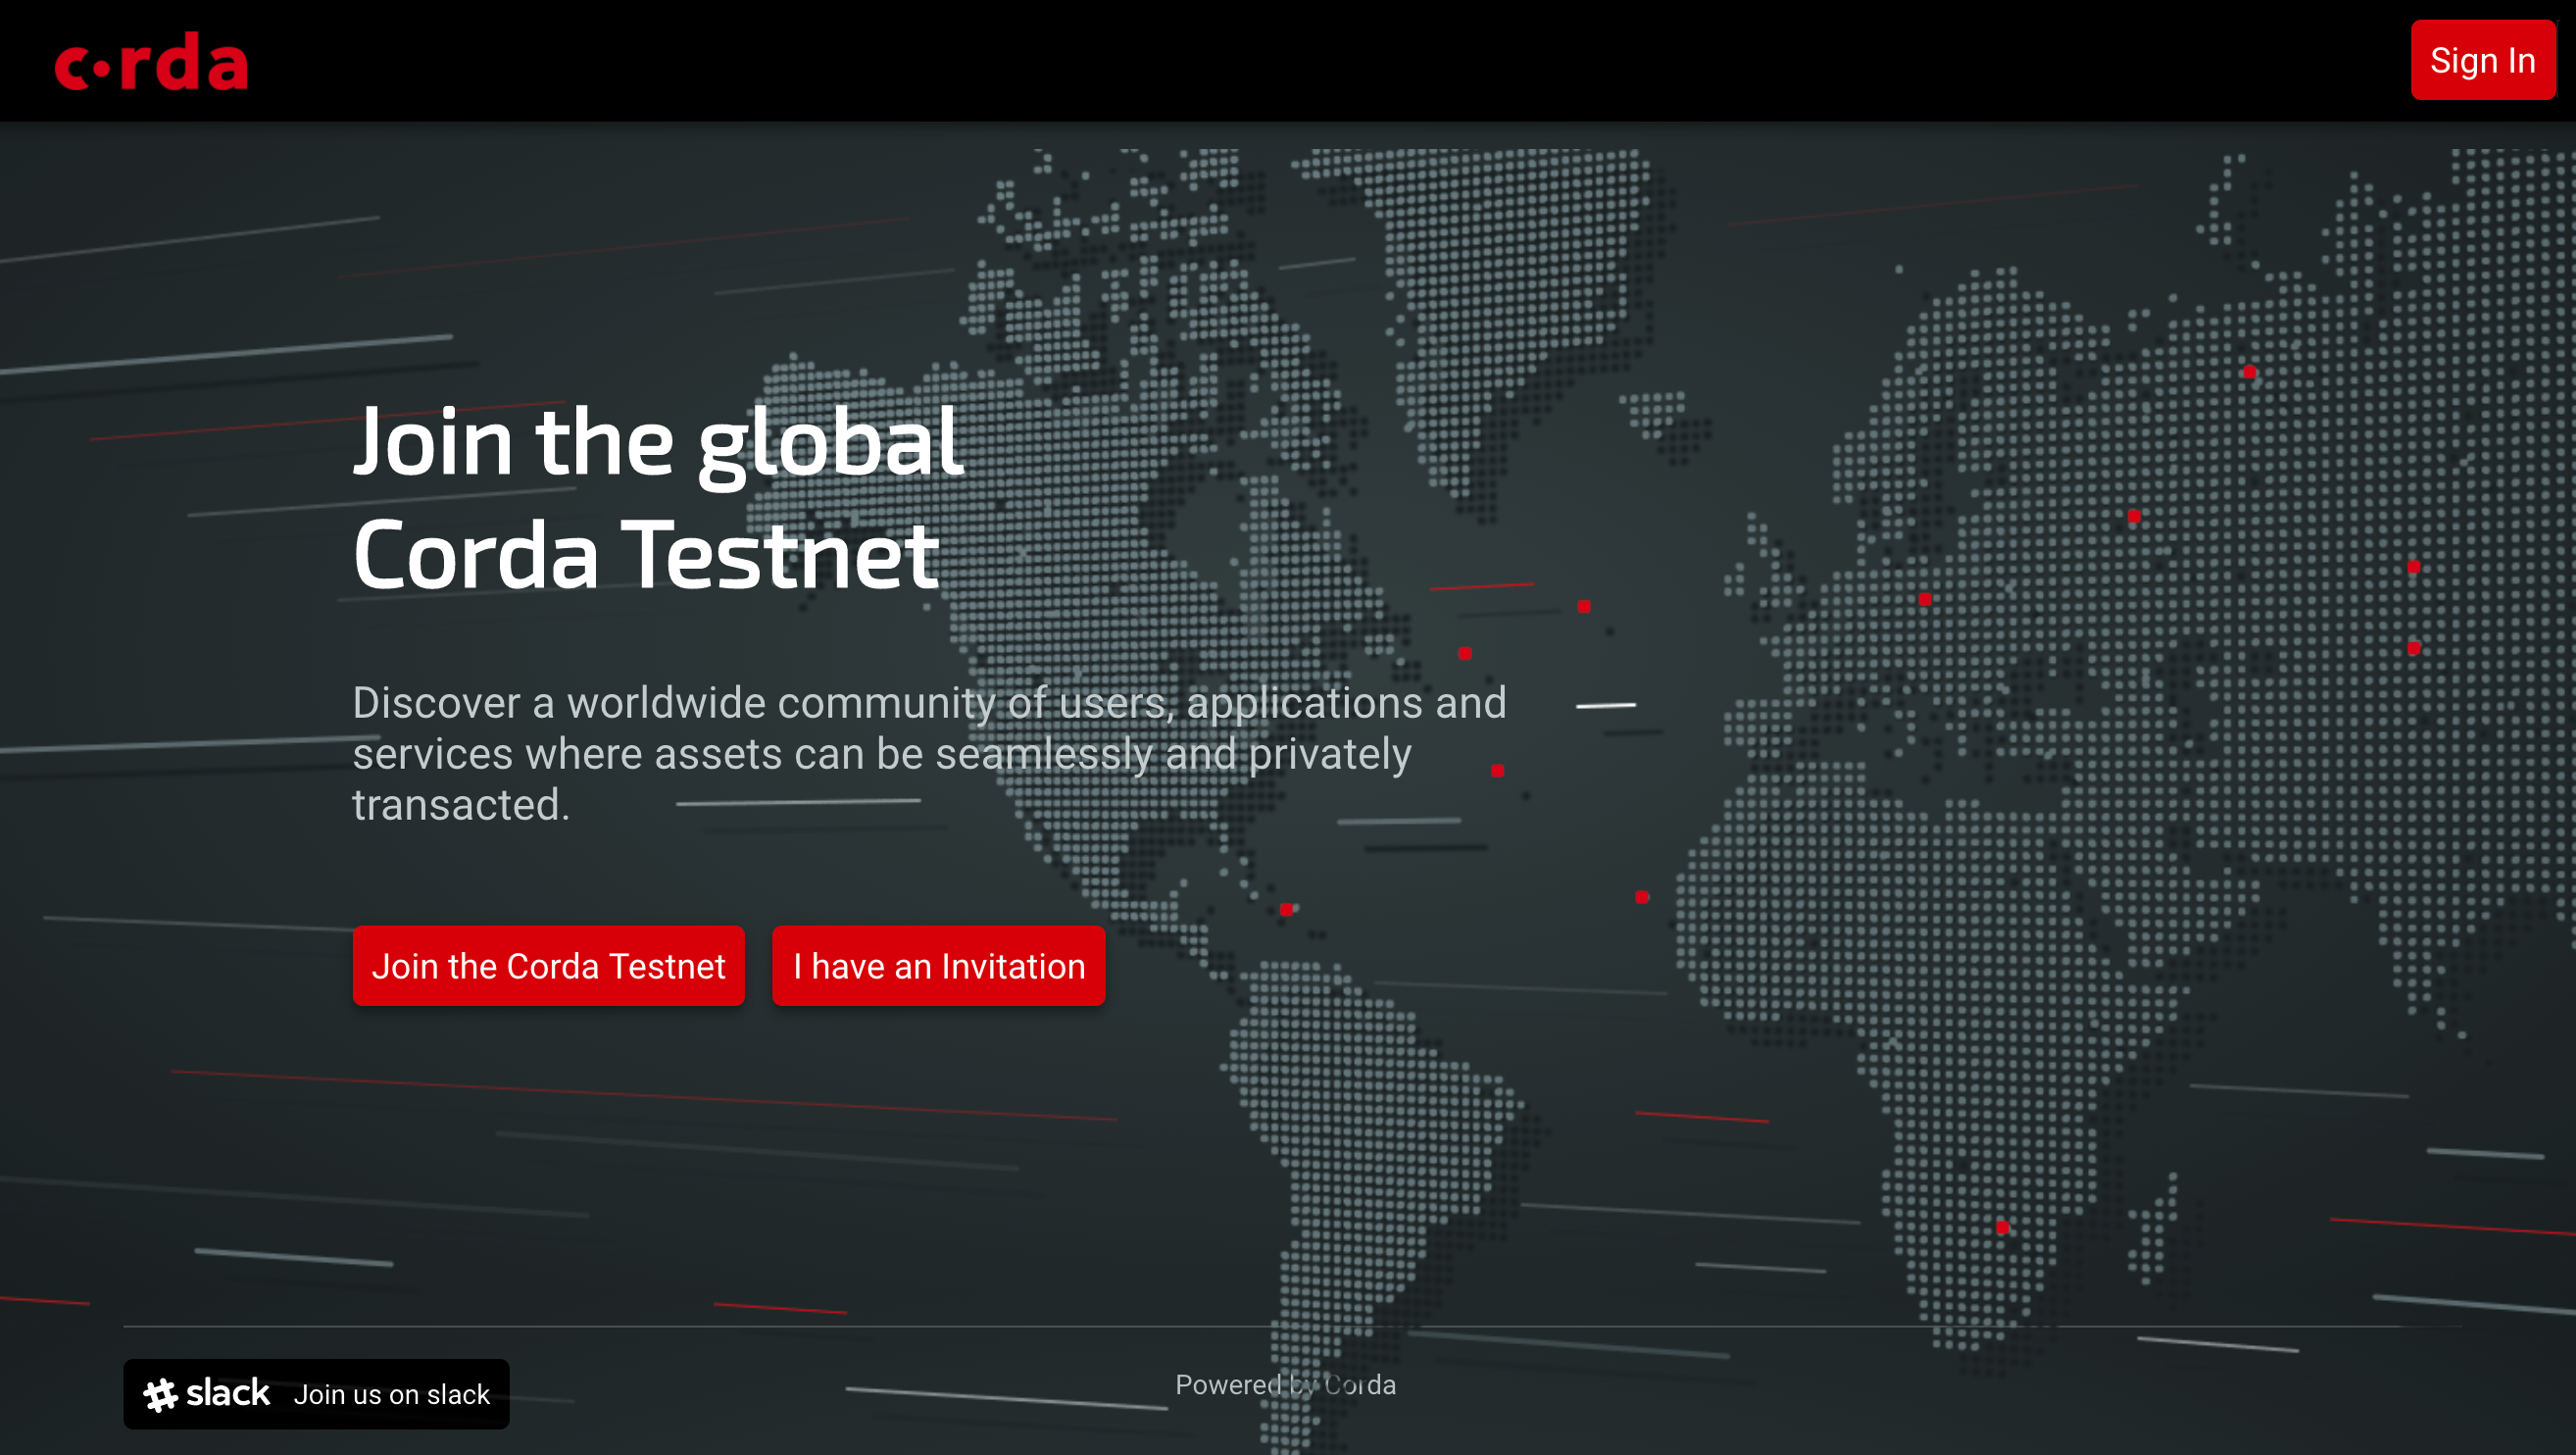 corda
Sign In
Join the global
Corda Testnet
Discover a worldwide community of users, applications and
services where assets can be seamlessly and privately
transacted.
Join the Corda Testnet
I have an Invitation
slack Join us on slack
Powered by Corda